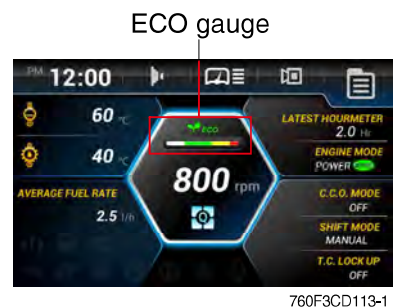 ECO gauge
PM 12:00
60 °C
ECO
LATEST HOURMETER
2.0 Hr
40 °C
ENGINE MODE
POWER
800 rpm
AVERAGE FUEL RATE
2.5 l/h
C.C.O. MODE
OFF
Q
SHIFT MODE
MANUAL
T.C. LOCK UP
OFF
760F3CD113-1